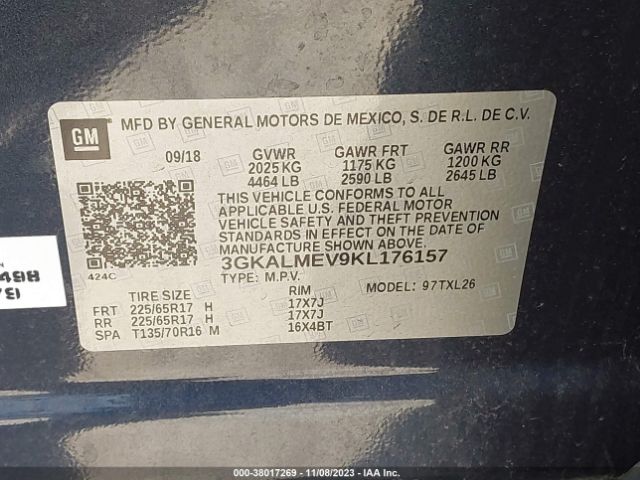 GM
MFD BY GENERAL MOTORS DE MEXICO, S. DE R.L. DE C.V.
09/18 GVWR GAWR FRT GAWR RR
2025 KG 1175 KG 1200 KG
4464 LB 2590 LB 2645 LB
THIS VEHICLE CONFORMS TO ALL
APPLICABLE U.S. FEDERAL MOTOR
VEHICLE SAFETY AND THEFT PREVENTION
STANDARDS IN EFFECT ON THE DATE OF
MANUFACTURE SHOWN ABOVE.
424C 3GKALMEV9KL176157
TYPE: M.P.V. MODEL: 97TXL26
TIRE SIZE RIM
FRT 225/65R17 H 17X7J
RR 225/65R17 H 17X7J
SPA T135/70R16 M 16X4BT
000-38017269 - 11/08/2023 - IAA Inc.